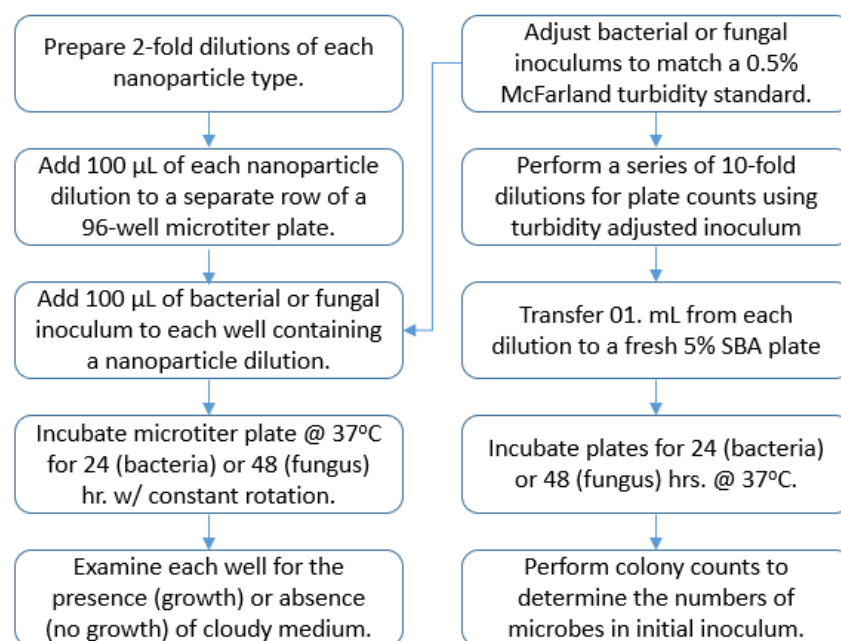 Prepare 2-fold dilutions of each
nanoparticle type.
Add 100 µL of each nanoparticle
dilution to a separate row of a
96-well microtiter plate.
Add 100 µL of bacterial or fungal
inoculum to each well containing
a nanoparticle dilution.
Incubate microtiter plate @ 37°C
for 24 (bacteria) or 48 (fungus)
hr. w/ constant rotation.
Examine each well for the
presence (growth) or absence
(no growth) of cloudy medium.
Adjust bacterial or fungal
inoculums to match a 0.5%
McFarland turbidity standard.
Perform a series of 10-fold
dilutions for plate counts using
turbidity adjusted inoculum
Transfer 01. mL from each
dilution to a fresh 5% SBA plate
Incubate plates for 24 (bacteria)
or 48 (fungus) hrs. @ 37°C.
Perform colony counts to
determine the numbers of
microbes in initial inoculum.